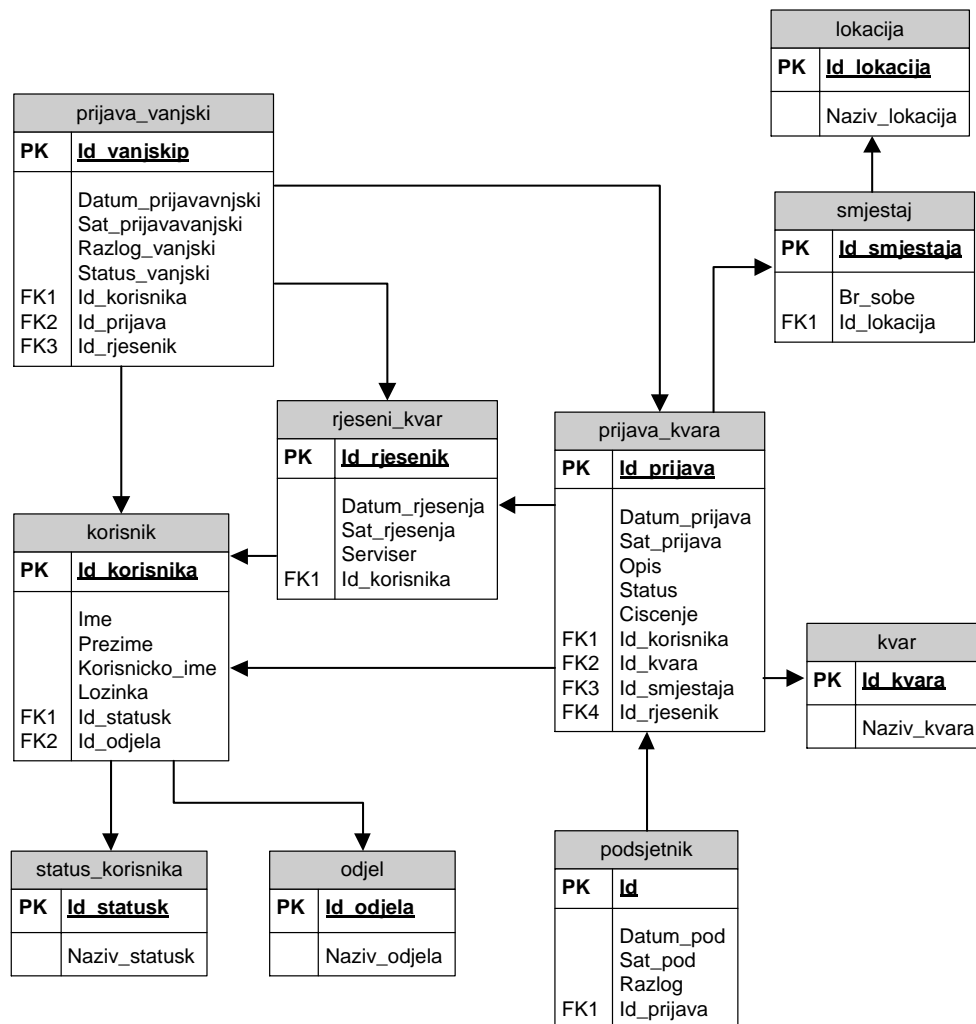 lokacija
PK Id_lokacija
Naziv_lokacija
prijava_vanjski
PK Id_vanjskip
Datum_prijavavnjski
Sat_prijavavanjski
Razlog_vanjski
Status_vanjski
FK1 Id_korisnika
FK2 Id_prijava
FK3 Id_rjesenik
smjestaj
PK Id_smjestaja
Br_sobe
FK1 Id_lokacija
rjeseni_kvar
PK Id_rjesenik
Datum_rjesenja
Sat_rjesenja
Serviser
FK1 Id_korisnika
prijava_kvara
PK Id_prijava
Datum_prijava
Sat_prijava
Opis
Status
Ciscenje
FK1 Id_korisnika
FK2 Id_kvara
FK3 Id_smjestaja
FK4 Id_rjesenik
korisnik
PK Id_korisnika
Ime
Prezime
Korisnicko_ime
Lozinka
FK1 Id_statusk
FK2 Id_odjela
kvar
PK Id_kvara
Naziv_kvara
status_korisnika
PK Id_statusk
Naziv_statusk
odjel
PK Id_odjela
Naziv_odjela
podsjetnik
PK Id
Datum_pod
Sat_pod
Razlog
FK1 Id_prijava